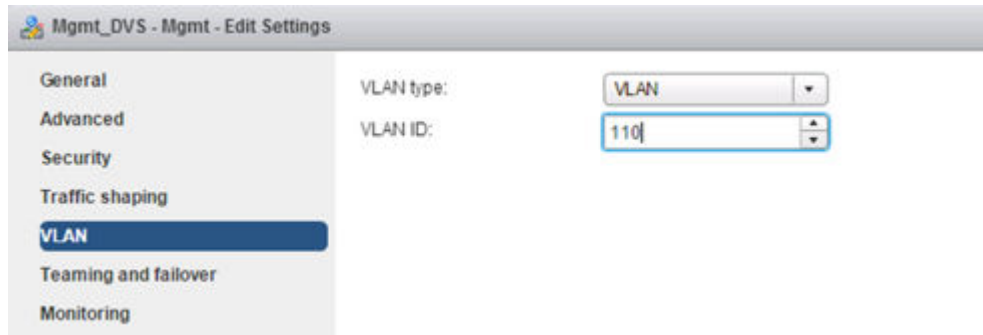 Mgmt_DVS - Mgmt - Edit Settings
General
Advanced
Security
Traffic shaping
VLAN
Teaming and failover
Monitoring
VLAN type: VLAN
VLAN ID: 110